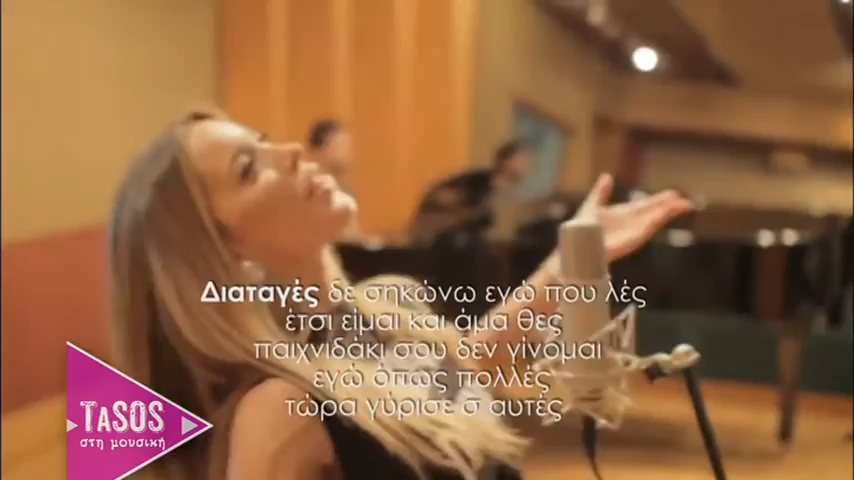 Διαταγές δε σηκώνω εγώ που λές
έτσι είμαι και άμα θες
παιχνιδάκι σου δεν γίνομαι
εγώ όπως πολλές
τώρα γύρισε σ αυτές
TASOS
στη μουσική